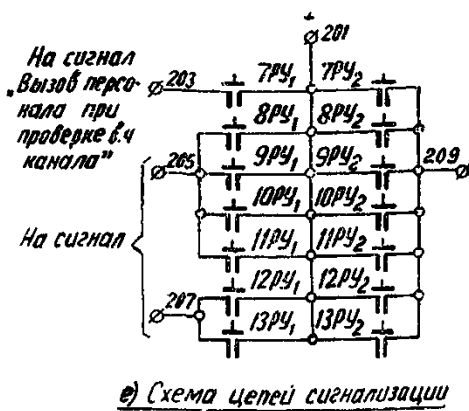 +
201
На сигнал
„Вызов персо-
нала при
проверке в.ч
канала”
203
7РУ₁ 7РУ₂
8РУ₁ 8РУ₂
205
9РУ₁ 9РУ₂
209
10РУ₁ 10РУ₂
На сигнал
11РУ₁ 11РУ₂
12РУ₁ 12РУ₂
207
13РУ₁ 13РУ₂
е) Схема цепей сигнализации